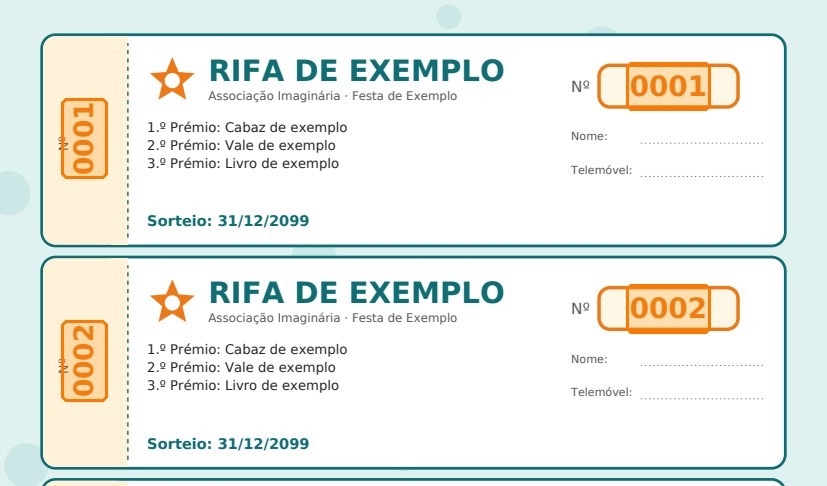 Nº
0001
RIFA DE EXEMPLO
Associação Imaginária · Festa de Exemplo
1.º Prémio: Cabaz de exemplo
2.º Prémio: Vale de exemplo
3.º Prémio: Livro de exemplo
Sorteio: 31/12/2099
Nº 0001
Nome:
Telemóvel:
Nº
0002
RIFA DE EXEMPLO
Associação Imaginária · Festa de Exemplo
1.º Prémio: Cabaz de exemplo
2.º Prémio: Vale de exemplo
3.º Prémio: Livro de exemplo
Sorteio: 31/12/2099
Nº 0002
Nome:
Telemóvel: